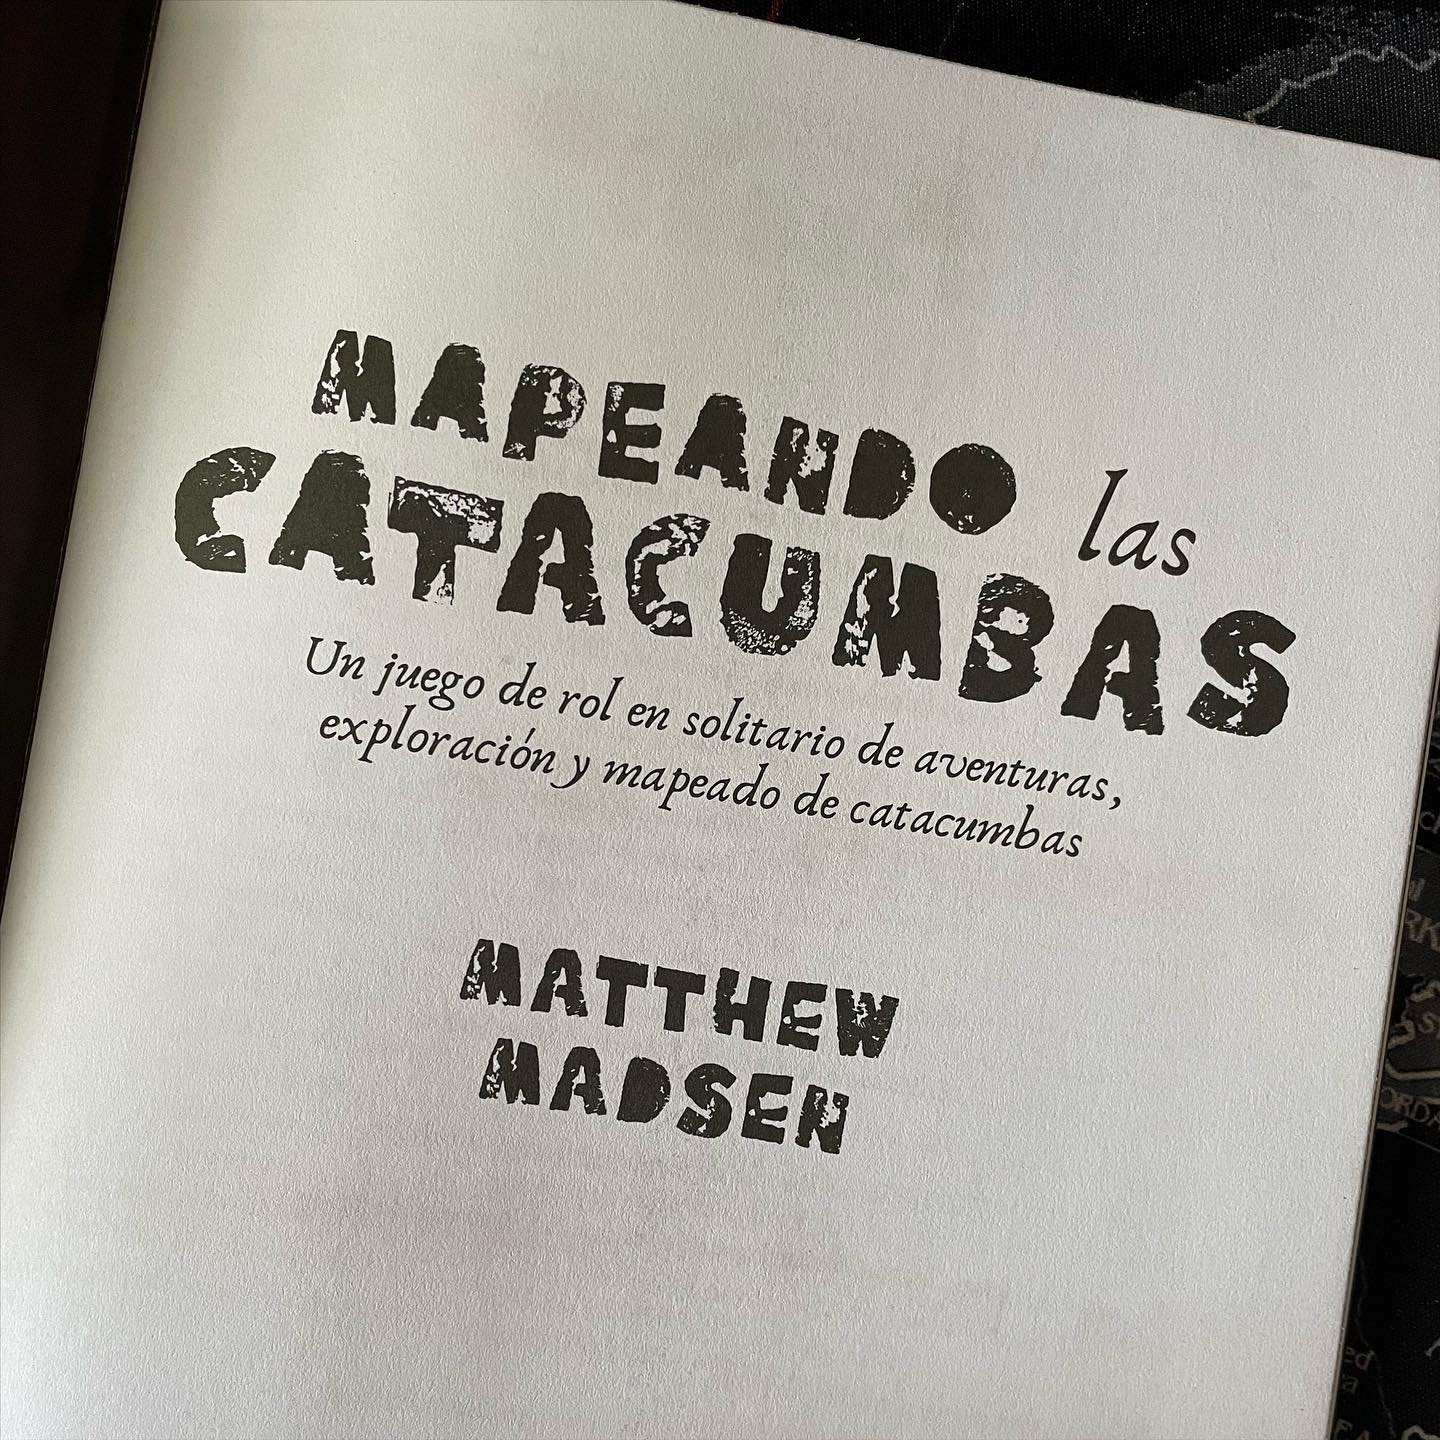 MAPEANDO las
CATACUMBAS
Un juego de rol en solitario de aventuras,
exploración y mapeado de catacumbas
MATTHEW
MADSEN